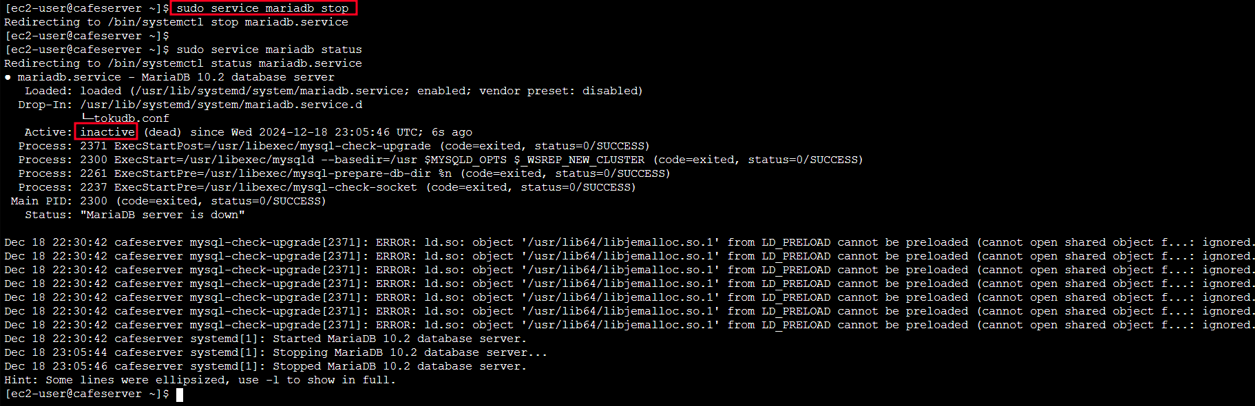 [ec2-user@cafeserver ~]$ sudo service mariadb stop
Redirecting to /bin/systemctl stop mariadb.service
[ec2-user@cafeserver ~]$
[ec2-user@cafeserver ~]$ sudo service mariadb status
Redirecting to /bin/systemctl status mariadb.service
● mariadb.service - MariaDB 10.2 database server
   Loaded: loaded (/usr/lib/systemd/system/mariadb.service; enabled; vendor preset: disabled)
  Drop-In: /usr/lib/systemd/system/mariadb.service.d
           └─tokudb.conf
   Active: inactive (dead) since Wed 2024-12-18 23:05:46 UTC; 6s ago
  Process: 2371 ExecStartPost=/usr/libexec/mysql-check-upgrade (code=exited, status=0/SUCCESS)
  Process: 2300 ExecStart=/usr/libexec/mysqld --basedir=/usr $MYSQLD_OPTS $_WSREP_NEW_CLUSTER (code=exited, status=0/SUCCESS)
  Process: 2261 ExecStartPre=/usr/libexec/mysql-prepare-db-dir %n (code=exited, status=0/SUCCESS)
  Process: 2237 ExecStartPre=/usr/libexec/mysql-check-socket (code=exited, status=0/SUCCESS)
 Main PID: 2300 (code=exited, status=0/SUCCESS)
   Status: "MariaDB server is down"
Dec 18 22:30:42 cafeserver mysql-check-upgrade[2371]: ERROR: ld.so: object '/usr/lib64/libjemalloc.so.1' from LD_PRELOAD cannot be preloaded (cannot open shared object f...: ignored.
Dec 18 22:30:42 cafeserver mysql-check-upgrade[2371]: ERROR: ld.so: object '/usr/lib64/libjemalloc.so.1' from LD_PRELOAD cannot be preloaded (cannot open shared object f...: ignored.
Dec 18 22:30:42 cafeserver mysql-check-upgrade[2371]: ERROR: ld.so: object '/usr/lib64/libjemalloc.so.1' from LD_PRELOAD cannot be preloaded (cannot open shared object f...: ignored.
Dec 18 22:30:42 cafeserver mysql-check-upgrade[2371]: ERROR: ld.so: object '/usr/lib64/libjemalloc.so.1' from LD_PRELOAD cannot be preloaded (cannot open shared object f...: ignored.
Dec 18 22:30:42 cafeserver mysql-check-upgrade[2371]: ERROR: ld.so: object '/usr/lib64/libjemalloc.so.1' from LD_PRELOAD cannot be preloaded (cannot open shared object f...: ignored.
Dec 18 22:30:42 cafeserver mysql-check-upgrade[2371]: ERROR: ld.so: object '/usr/lib64/libjemalloc.so.1' from LD_PRELOAD cannot be preloaded (cannot open shared object f...: ignored.
Dec 18 22:30:42 cafeserver mysql-check-upgrade[2371]: ERROR: ld.so: object '/usr/lib64/libjemalloc.so.1' from LD_PRELOAD cannot be preloaded (cannot open shared object f...: ignored.
Dec 18 22:30:42 cafeserver systemd[1]: Started MariaDB 10.2 database server.
Dec 18 23:05:44 cafeserver systemd[1]: Stopping MariaDB 10.2 database server...
Dec 18 23:05:46 cafeserver systemd[1]: Stopped MariaDB 10.2 database server.
Hint: Some lines were ellipsized, use -l to show in full.
[ec2-user@cafeserver ~]$